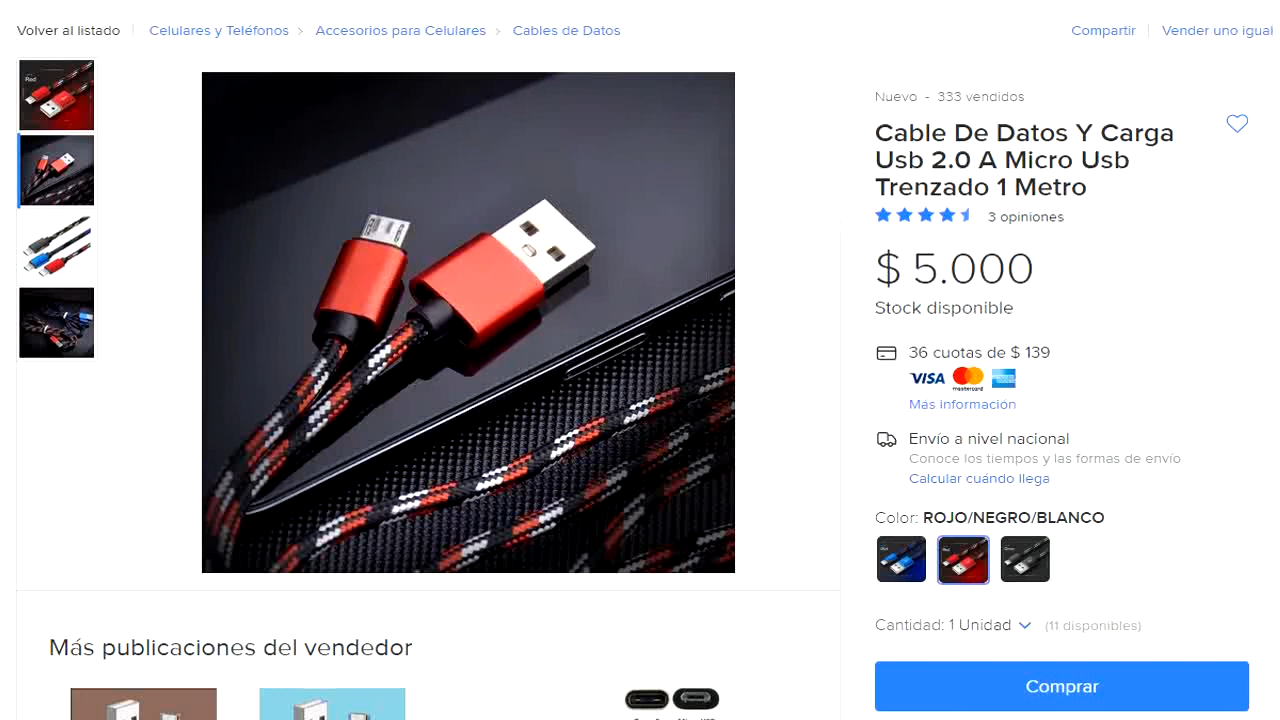 Volver al listado
Celulares y Teléfonos
Accesorios para Celulares
Cables de Datos
Compartir
Vender uno igual
Red
Nuevo - 333 vendidos
Cable De Datos Y Carga
Usb 2.0 A Micro Usb
Trenzado 1 Metro
3 opiniones
$ 5.000
Stock disponible
36 cuotas de $ 139
VISA
mastercard
Más información
Envío a nivel nacional
Conoce los tiempos y las formas de envío
Calcular cuándo llega
Color: ROJO/NEGRO/BLANCO
Red
Cantidad: 1 Unidad (11 disponibles)
Comprar
Más publicaciones del vendedor